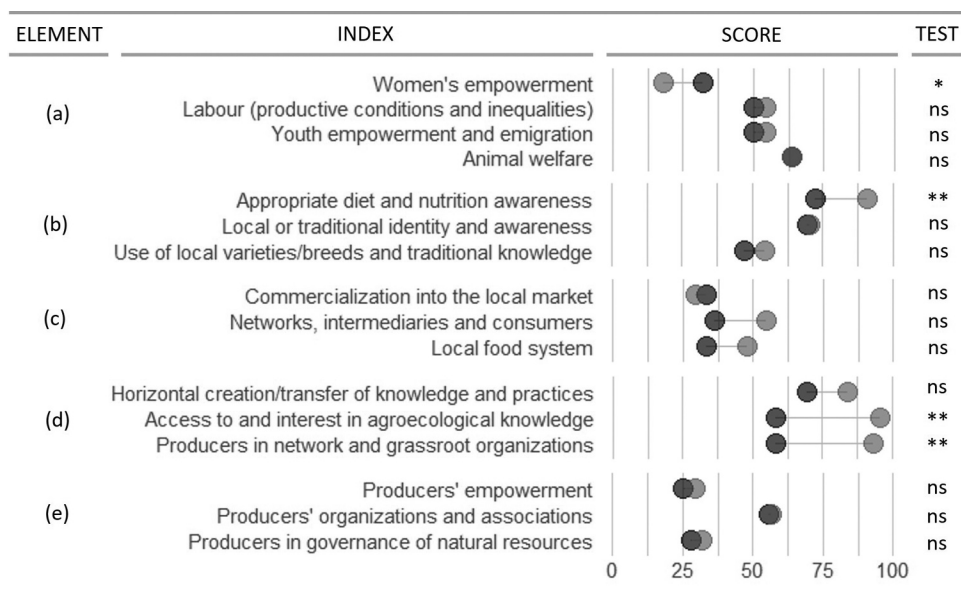 ELEMENT INDEX SCORE TEST
(a)
Women's empowerment *
Labour (productive conditions and inequalities) ns
Youth empowerment and emigration ns
Animal welfare ns
(b)
Appropriate diet and nutrition awareness **
Local or traditional identity and awareness ns
Use of local varieties/breeds and traditional knowledge ns
(c)
Commercialization into the local market ns
Networks, intermediaries and consumers ns
Local food system ns
(d)
Horizontal creation/transfer of knowledge and practices ns
Access to and interest in agroecological knowledge **
Producers in network and grassroot organizations **
(e)
Producers' empowerment ns
Producers' organizations and associations ns
Producers in governance of natural resources ns
0 25 50 75 100